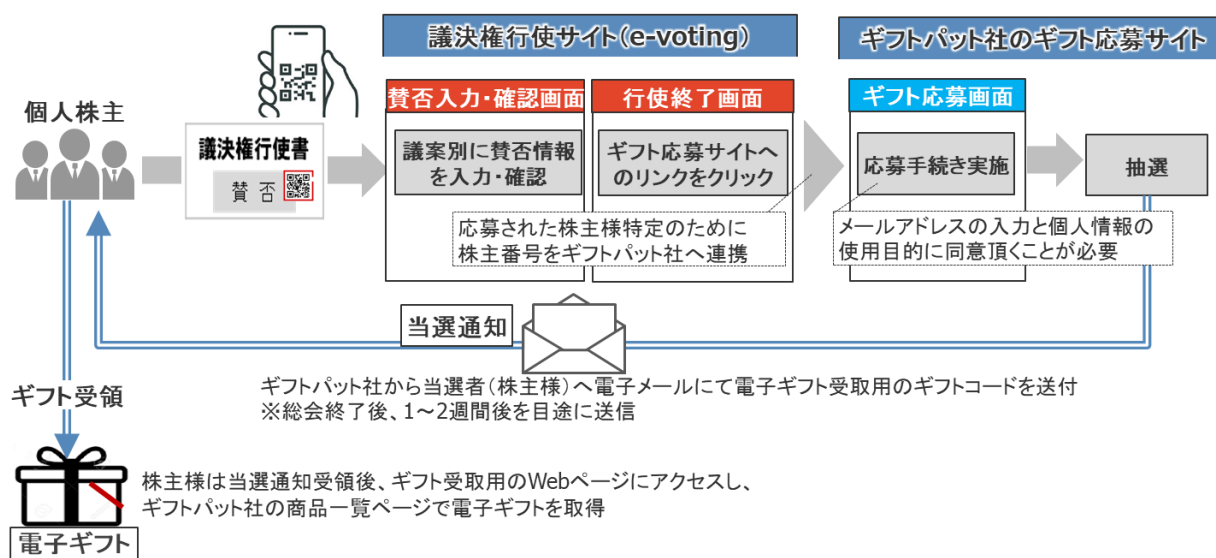 議決権行使サイト(e-voting)
ギフトパット社のギフト応募サイト
個人株主
議決権行使書
賛 否
賛否入力・確認画面
議案別に賛否情報
を入力・確認
行使終了画面
ギフト応募サイトへ
のリンクをクリック
応募された株主様特定のために
株主番号をギフトパット社へ連携
ギフト応募画面
応募手続き実施
メールアドレスの入力と個人情報の
使用目的に同意頂くことが必要
抽選
当選通知
ギフトパット社から当選者(株主様)へ電子メールにて電子ギフト受取用のギフトコードを送付
※総会終了後、1～2週間後を目途に送信
ギフト受領
株主様は当選通知受領後、ギフト受取用のWebページにアクセスし、
ギフトパット社の商品一覧ページで電子ギフトを取得
電子ギフト